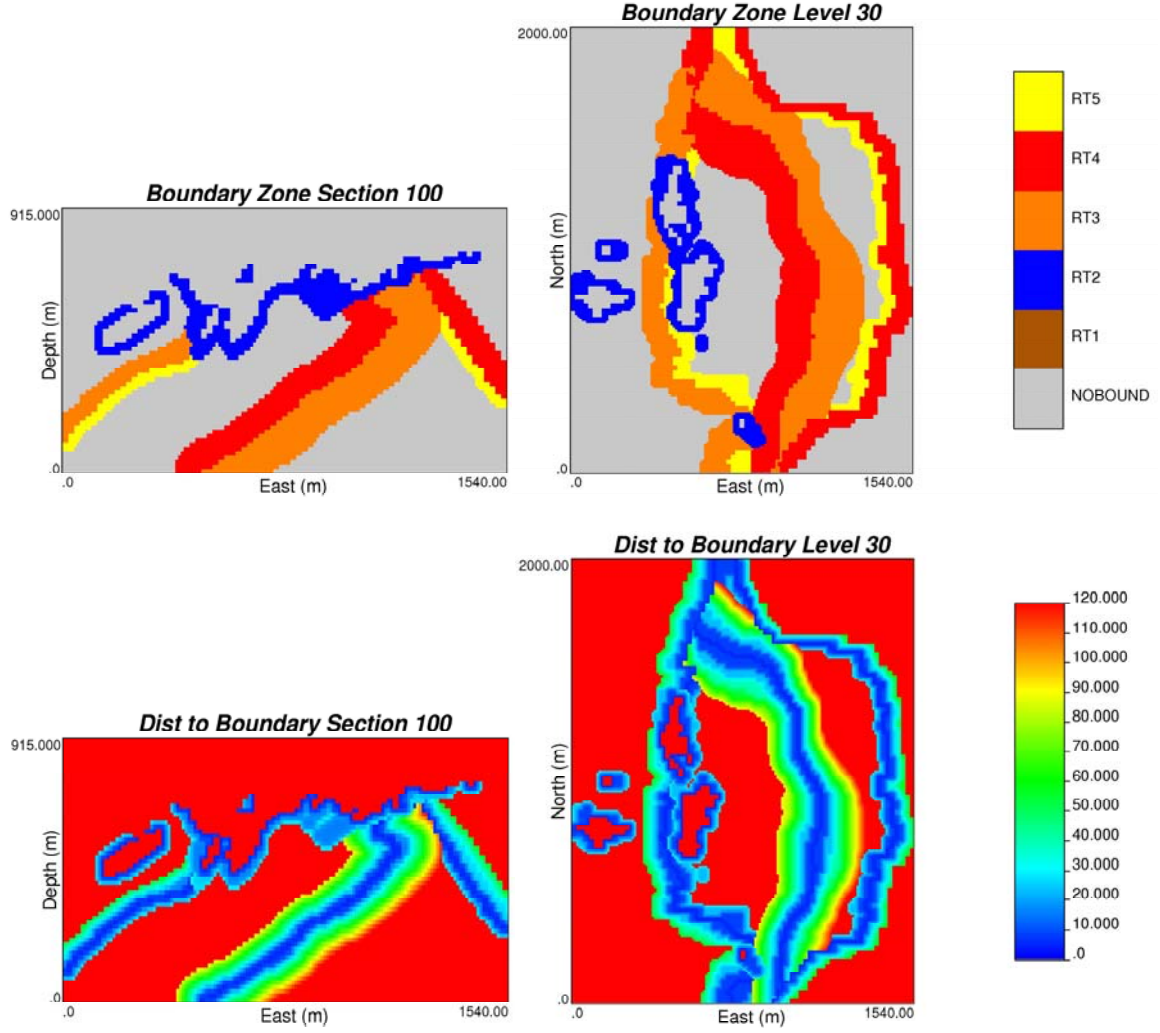 Boundary Zone Level 30
2000.00
North (m)
.0
East (m)
1540.00
RT5
RT4
RT3
RT2
RT1
NOBOUND
Boundary Zone Section 100
915.000
Depth (m)
.0
.0
East (m)
1540.00
Dist to Boundary Level 30
2000.00
North (m)
.0
.0
East (m)
1540.00
120.000
110.000
100.000
90.000
80.000
70.000
60.000
50.000
40.000
30.000
20.000
10.000
.0
Dist to Boundary Section 100
915.000
Depth (m)
.0
.0
East (m)
1540.00